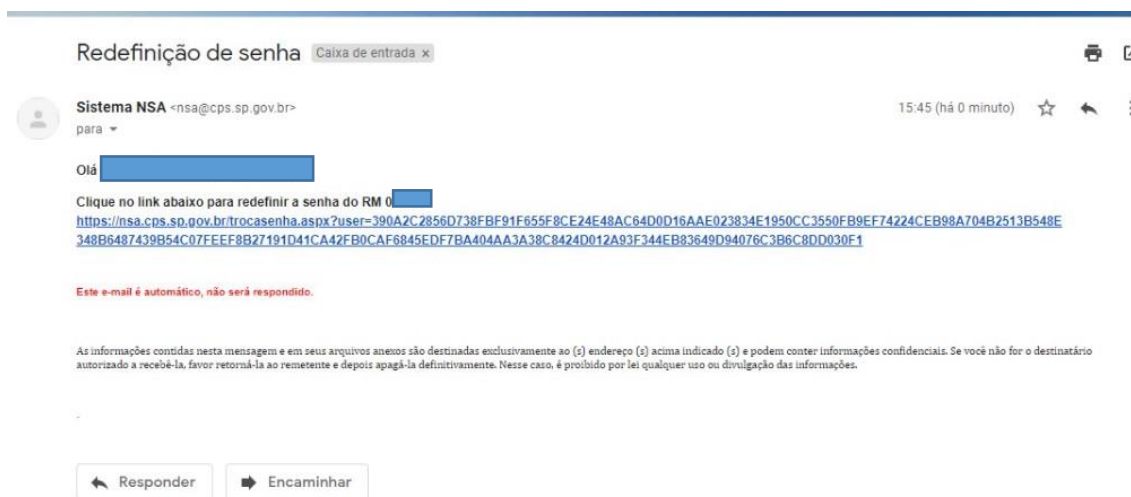 Redefinição de senha Caixa de entrada x
Sistema NSA <nsa@cps.sp.gov.br> 15:45 (há 0 minuto)
para
Olá
Clique no link abaixo para redefinir a senha do RM 0
https://nsa.cps.sp.gov.br/trocasenha.aspx?user=390A2C2856D738FBF91F655F8CE24E48AC64D0D16AAE023834E1950CC3550FB9EF74224CEB98A704B2513B548E
348B6487439B54C07FEEF8B27191D41CA42FB0CAF6845EDF7BA404AA3A38C8424D012A93F344EB83649D94076C3B6C8DD030F1
Este e-mail é automático, não será respondido.
As informações contidas nesta mensagem e em seus arquivos anexos são destinadas exclusivamente ao (s) endereço (s) acima indicado (s) e podem conter informações confidenciais. Se você não for o destinatário
autorizado a recebê-la, favor retorná-la ao remetente e depois apagá-la definitivamente. Nesse caso, é proibido por lei qualquer uso ou divulgação das informações.
Responder Encaminhar